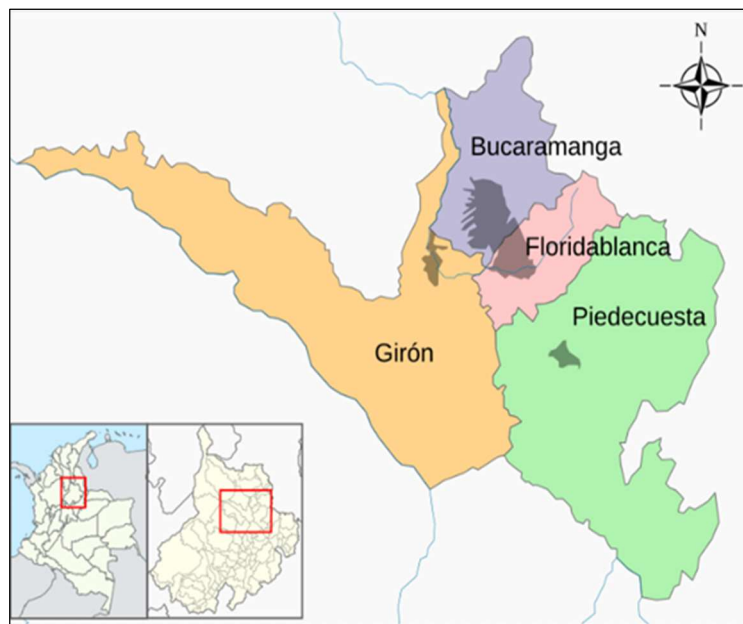 N
Bucaramanga
Floridablanca
Piedecuesta
Girón